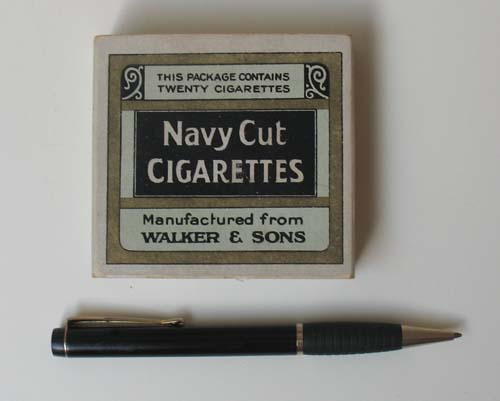 THIS PACKAGE CONTAINS
TWENTY CIGARETTES
Navy Cut
CIGARETTES
Manufactured from
WALKER & SONS